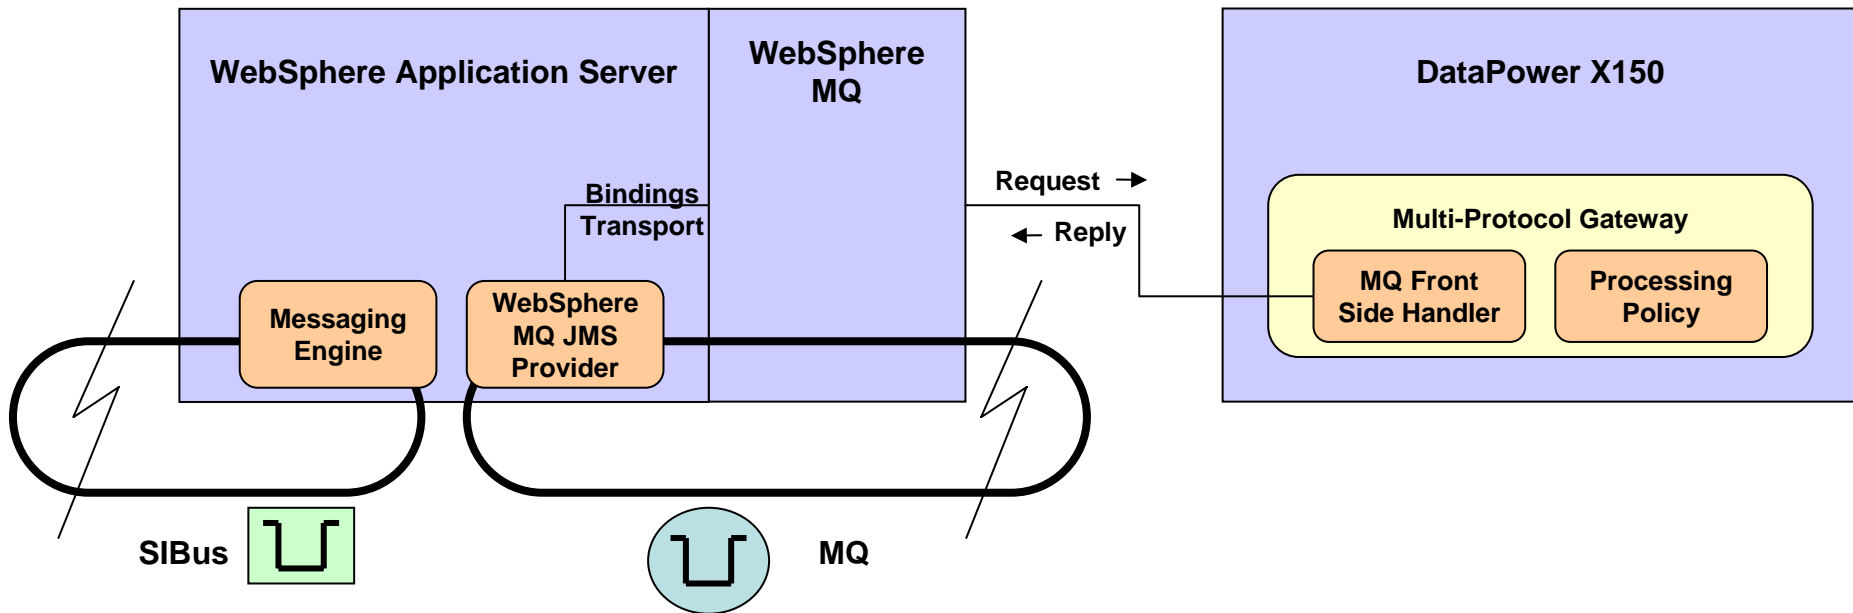 WebSphere Application Server
WebSphere
MQ
DataPower X150
Bindings
Transport
Request
Reply
Multi-Protocol Gateway
MQ Front
Side Handler
Processing
Policy
Messaging
Engine
WebSphere
MQ JMS
Provider
SIBus
MQ